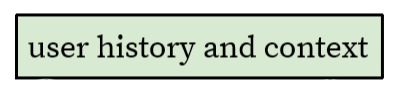 user history and context